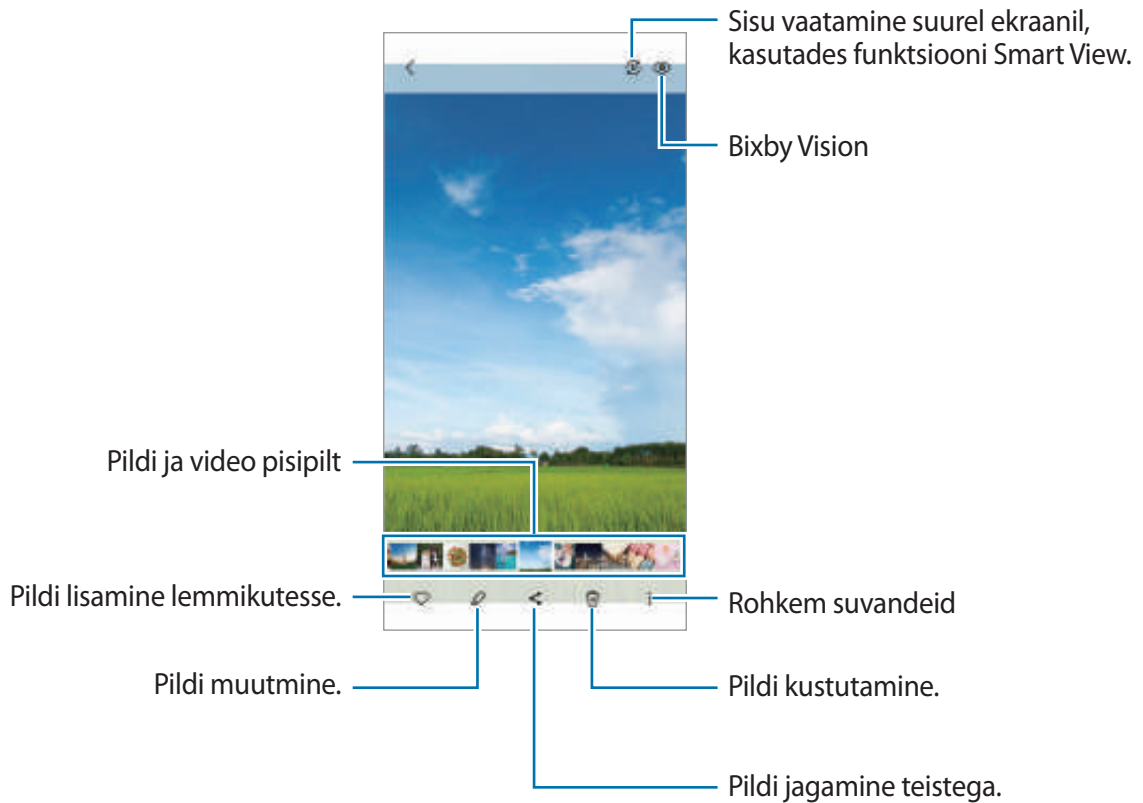 Sisu vaatamine suurel ekraanil,
kasutades funktsiooni Smart View.
Bixby Vision
Pildi ja video pisipilt
Pildi lisamine lemmikutesse.
Rohkem suvandeid
Pildi muutmine.
Pildi kustutamine.
Pildi jagamine teistega.